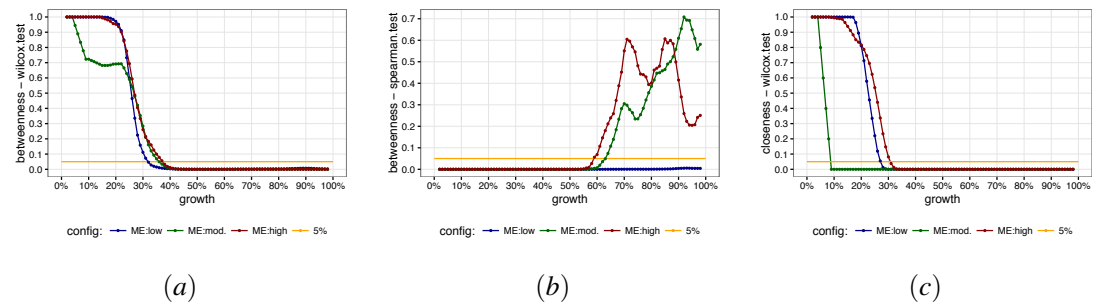 betweenness – wilcox.test
1.0
0.9
0.8
0.7
0.6
0.5
0.4
0.3
0.2
0.1
0.0
0% 10% 20% 30% 40% 50% 60% 70% 80% 90% 100%
growth
config: ME:low ME:mod. ME:high 5%
(a)
betweenness – spearman.test
0.7
0.6
0.5
0.4
0.3
0.2
0.1
0.0
0% 10% 20% 30% 40% 50% 60% 70% 80% 90% 100%
growth
config: ME:low ME:mod. ME:high 5%
(b)
closeness – wilcox.test
1.0
0.9
0.8
0.7
0.6
0.5
0.4
0.3
0.2
0.1
0.0
0% 10% 20% 30% 40% 50% 60% 70% 80% 90% 100%
growth
config: ME:low ME:mod. ME:high 5%
(c)